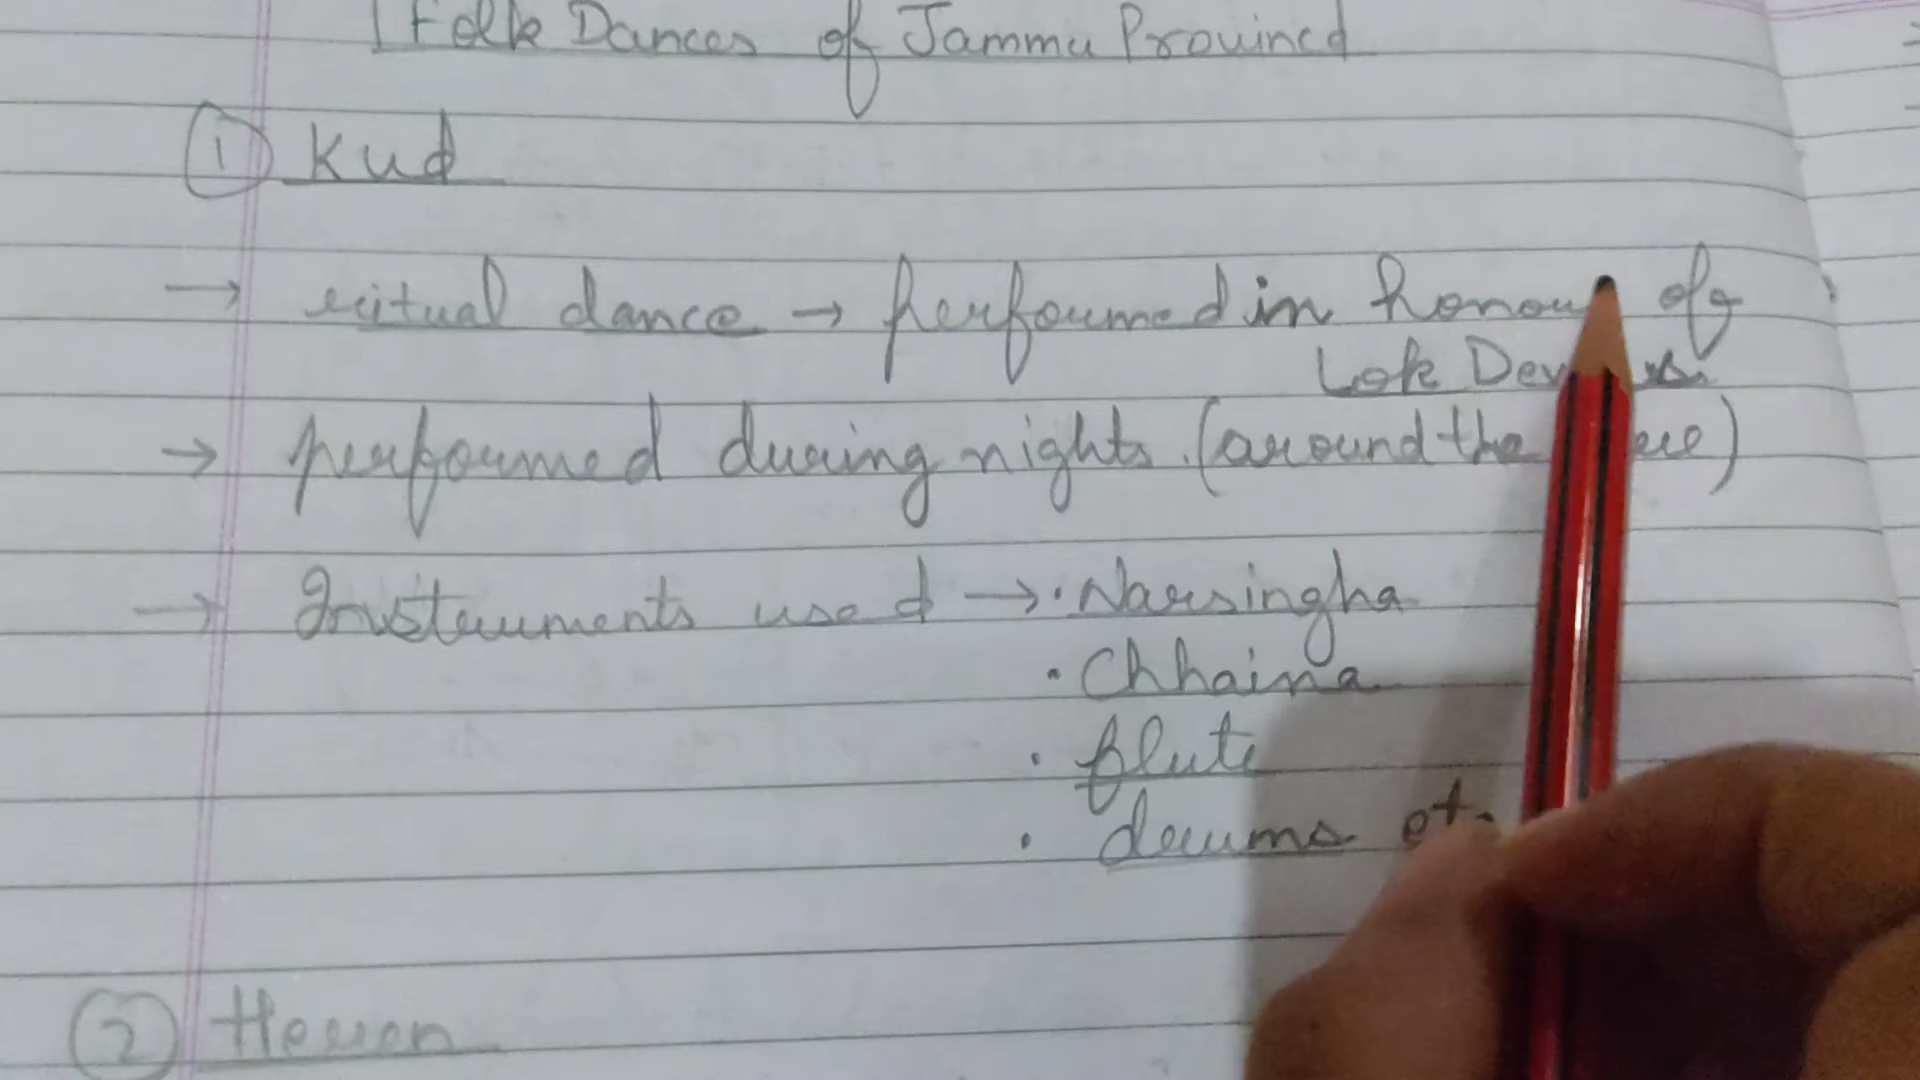 Folk Dances of Jammu Province
① Kud
→ ritual dance → performed in honour of
Lok Dev
→ performed during nights. (around the
→ Instruments used → • Narsingha
• Chhaina
• flute
• drums etc
② Heren